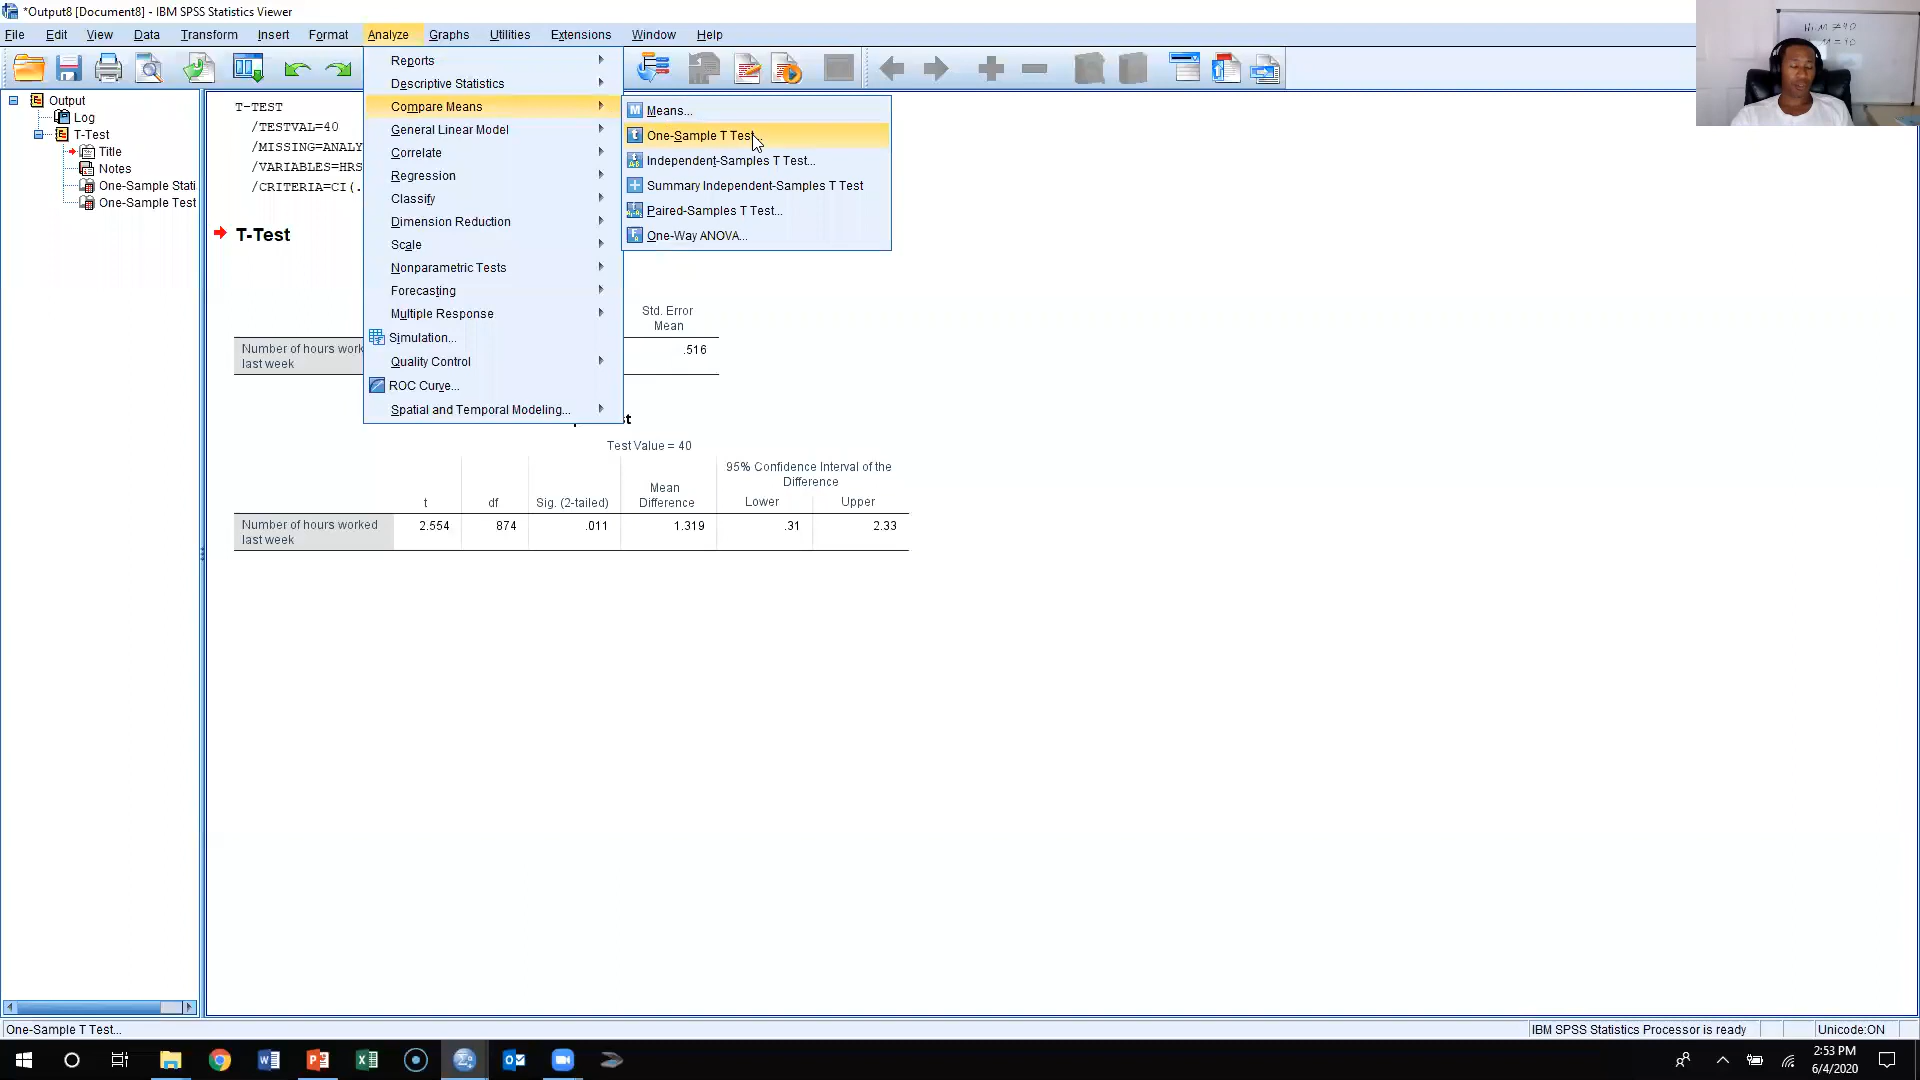 *Output8 [Document8] - IBM SPSS Statistics Viewer
File Edit View Data Transform Insert Format Analyze Graphs Utilities Extensions Window Help
Output
Log
T-Test
Title
Notes
One-Sample Stati
One-Sample Test
T-TEST
/TESTVAL=40
/MISSING=ANALY
/VARIABLES=HRS
/CRITERIA=CI(.
T-Test
Reports
Descriptive Statistics
Compare Means
General Linear Model
Correlate
Regression
Classify
Dimension Reduction
Scale
Nonparametric Tests
Forecasting
Multiple Response
Simulation...
Quality Control
ROC Curve...
Spatial and Temporal Modeling...
Means...
One-Sample T Test...
Independent-Samples T Test...
Summary Independent-Samples T Test
Paired-Samples T Test...
One-Way ANOVA...
Std. Error
Mean
Number of hours work
last week
.516
Test Value = 40
95% Confidence Interval of the
Difference
t df Sig. (2-tailed) Mean
Difference Lower Upper
Number of hours worked
last week
2.554 874 .011 1.319 .31 2.33
One-Sample T Test...
IBM SPSS Statistics Processor is ready
Unicode:ON
2:53 PM
6/4/2020